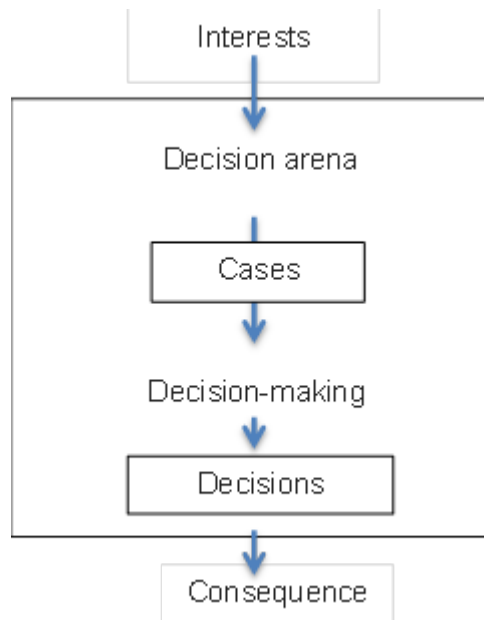 Interests
Decision arena
Cases
Decision-making
Decisions
Consequence